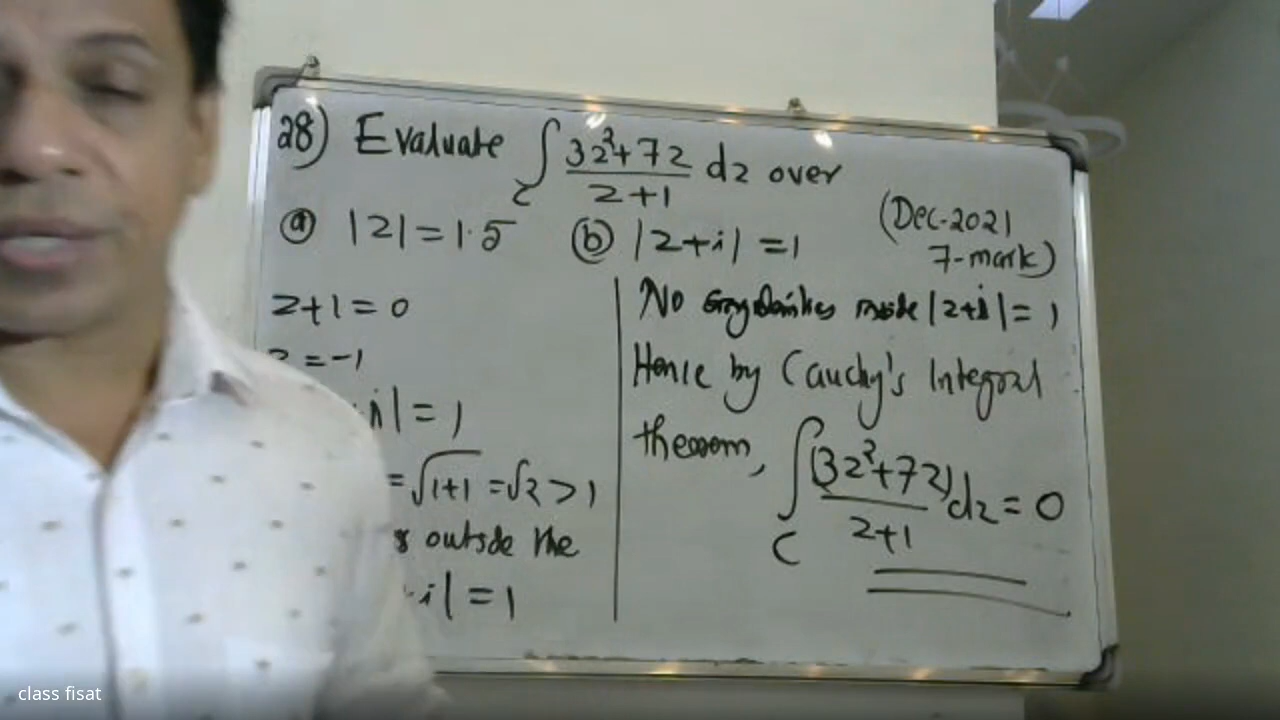 28) Evaluate ∫_C (3z²+7z)/(z+1) dz over
(a) |z|=1.5 (b) |z+i|=1
(Dec-2021
7-mark)
z+1=0
z=-1
i|=1
=√1+1 =√2>1
s outside the
+i|=1
No singularities inside |z+i|=1
Hence by Cauchy's Integral
theorem, ∫_C (3z²+7z)/(z+1) dz=0
class fisat